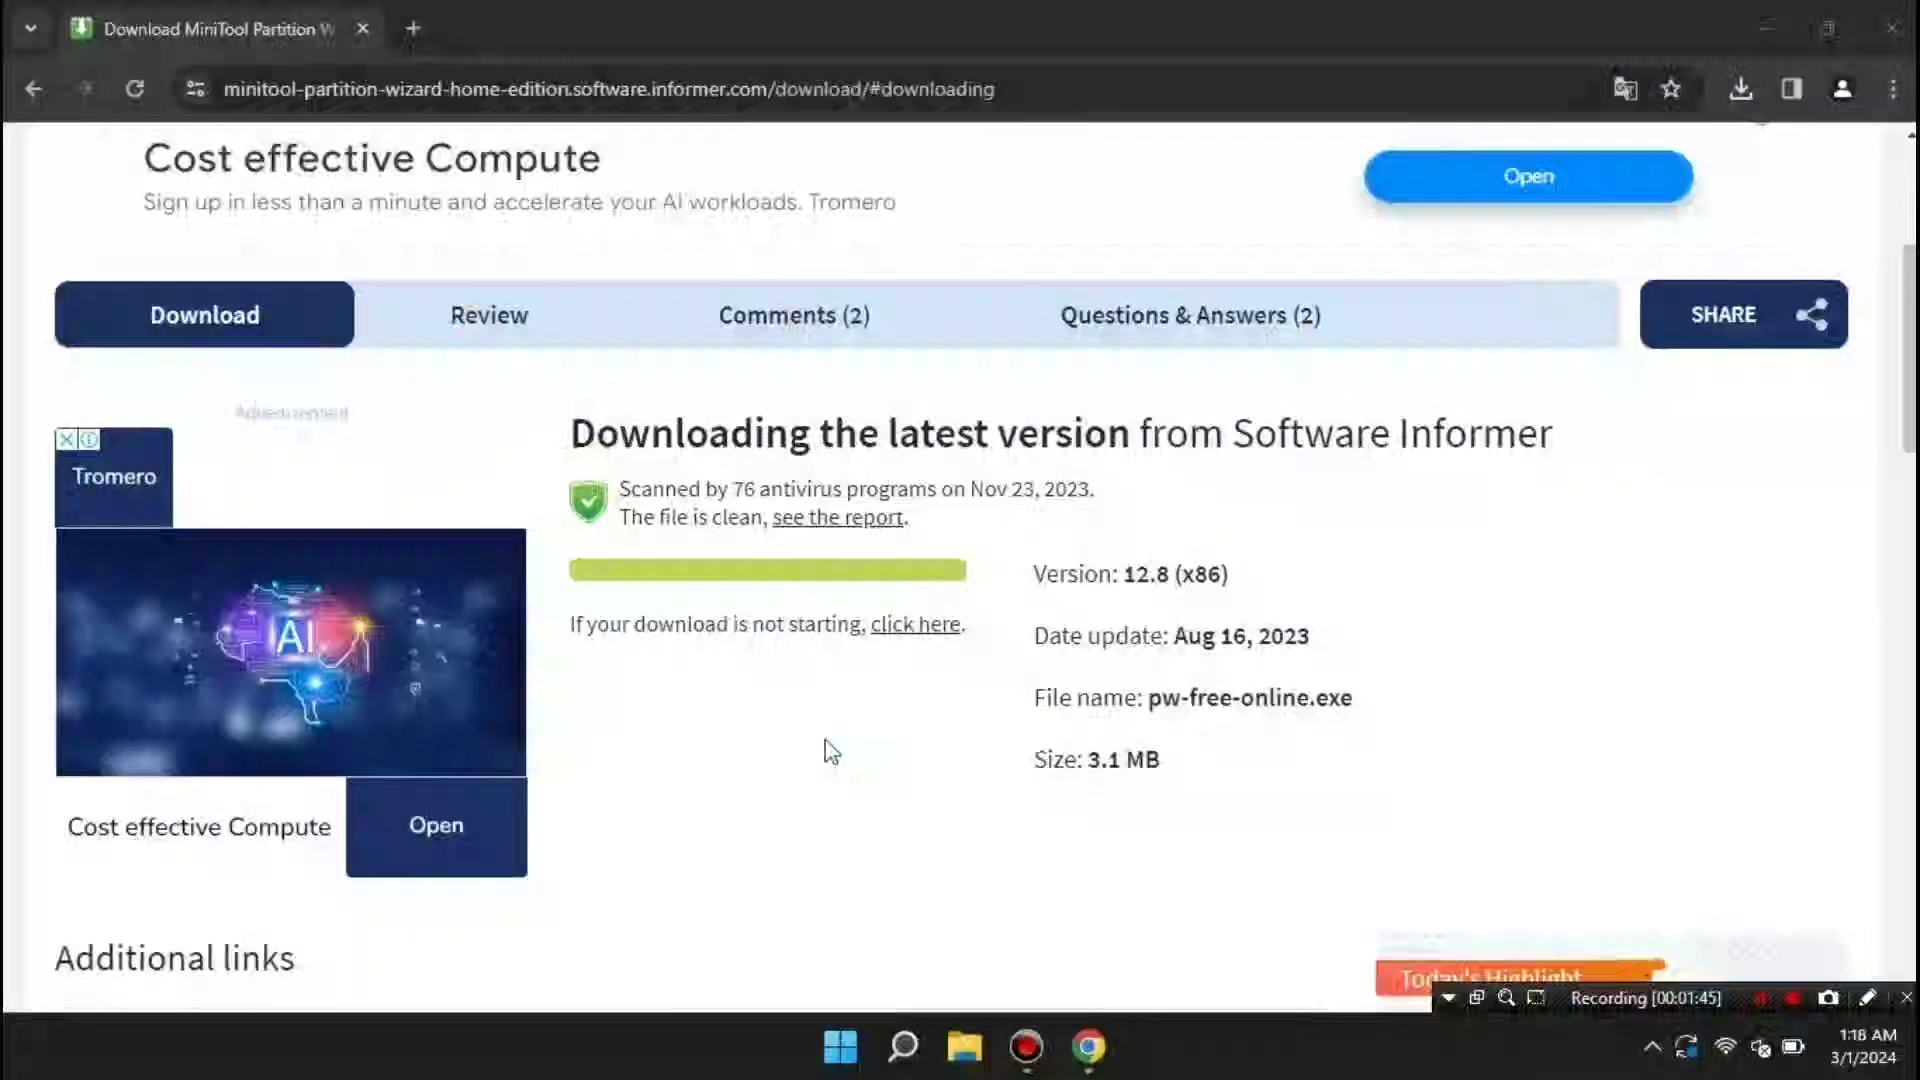 Download MiniTool Partition W
minitool-partition-wizard-home-edition.software.informer.com/download/#downloading
Cost effective Compute
Sign up in less than a minute and accelerate your AI workloads. Tromero
Open
Download
Review
Comments (2)
Questions & Answers (2)
SHARE
Advertisement
Tromero
AI
Cost effective Compute
Open
Downloading the latest version from Software Informer
Scanned by 76 antivirus programs on Nov 23, 2023.
The file is clean, see the report.
If your download is not starting, click here.
Version: 12.8 (x86)
Date update: Aug 16, 2023
File name: pw-free-online.exe
Size: 3.1 MB
Additional links
Today's Highlight
Recording [00:01:45]
1:18 AM
3/1/2024